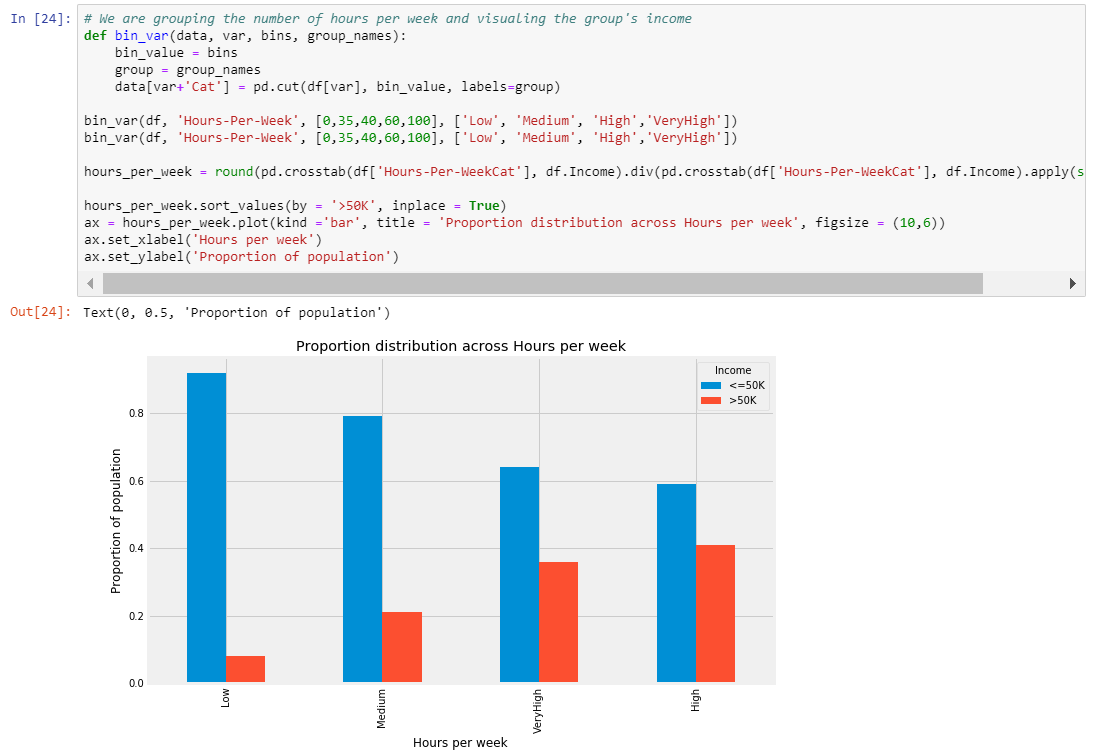 In [24]:
# We are grouping the number of hours per week and visualing the group's income
def bin_var(data, var, bins, group_names):
    bin_value = bins
    group = group_names
    data[var+'Cat'] = pd.cut(df[var], bin_value, labels=group)
bin_var(df, 'Hours-Per-Week', [0,35,40,60,100], ['Low', 'Medium', 'High','VeryHigh'])
bin_var(df, 'Hours-Per-Week', [0,35,40,60,100], ['Low', 'Medium', 'High','VeryHigh'])
hours_per_week = round(pd.crosstab(df['Hours-Per-WeekCat'], df.Income).div(pd.crosstab(df['Hours-Per-WeekCat'], df.Income).apply(s
hours_per_week.sort_values(by = '>50K', inplace = True)
ax = hours_per_week.plot(kind ='bar', title = 'Proportion distribution across Hours per week', figsize = (10,6))
ax.set_xlabel('Hours per week')
ax.set_ylabel('Proportion of population')
Out[24]: Text(0, 0.5, 'Proportion of population')
Proportion distribution across Hours per week
Income
<=50K
>50K
Proportion of population
0.8
0.6
0.4
0.2
0.0
Low
Medium
VeryHigh
High
Hours per week